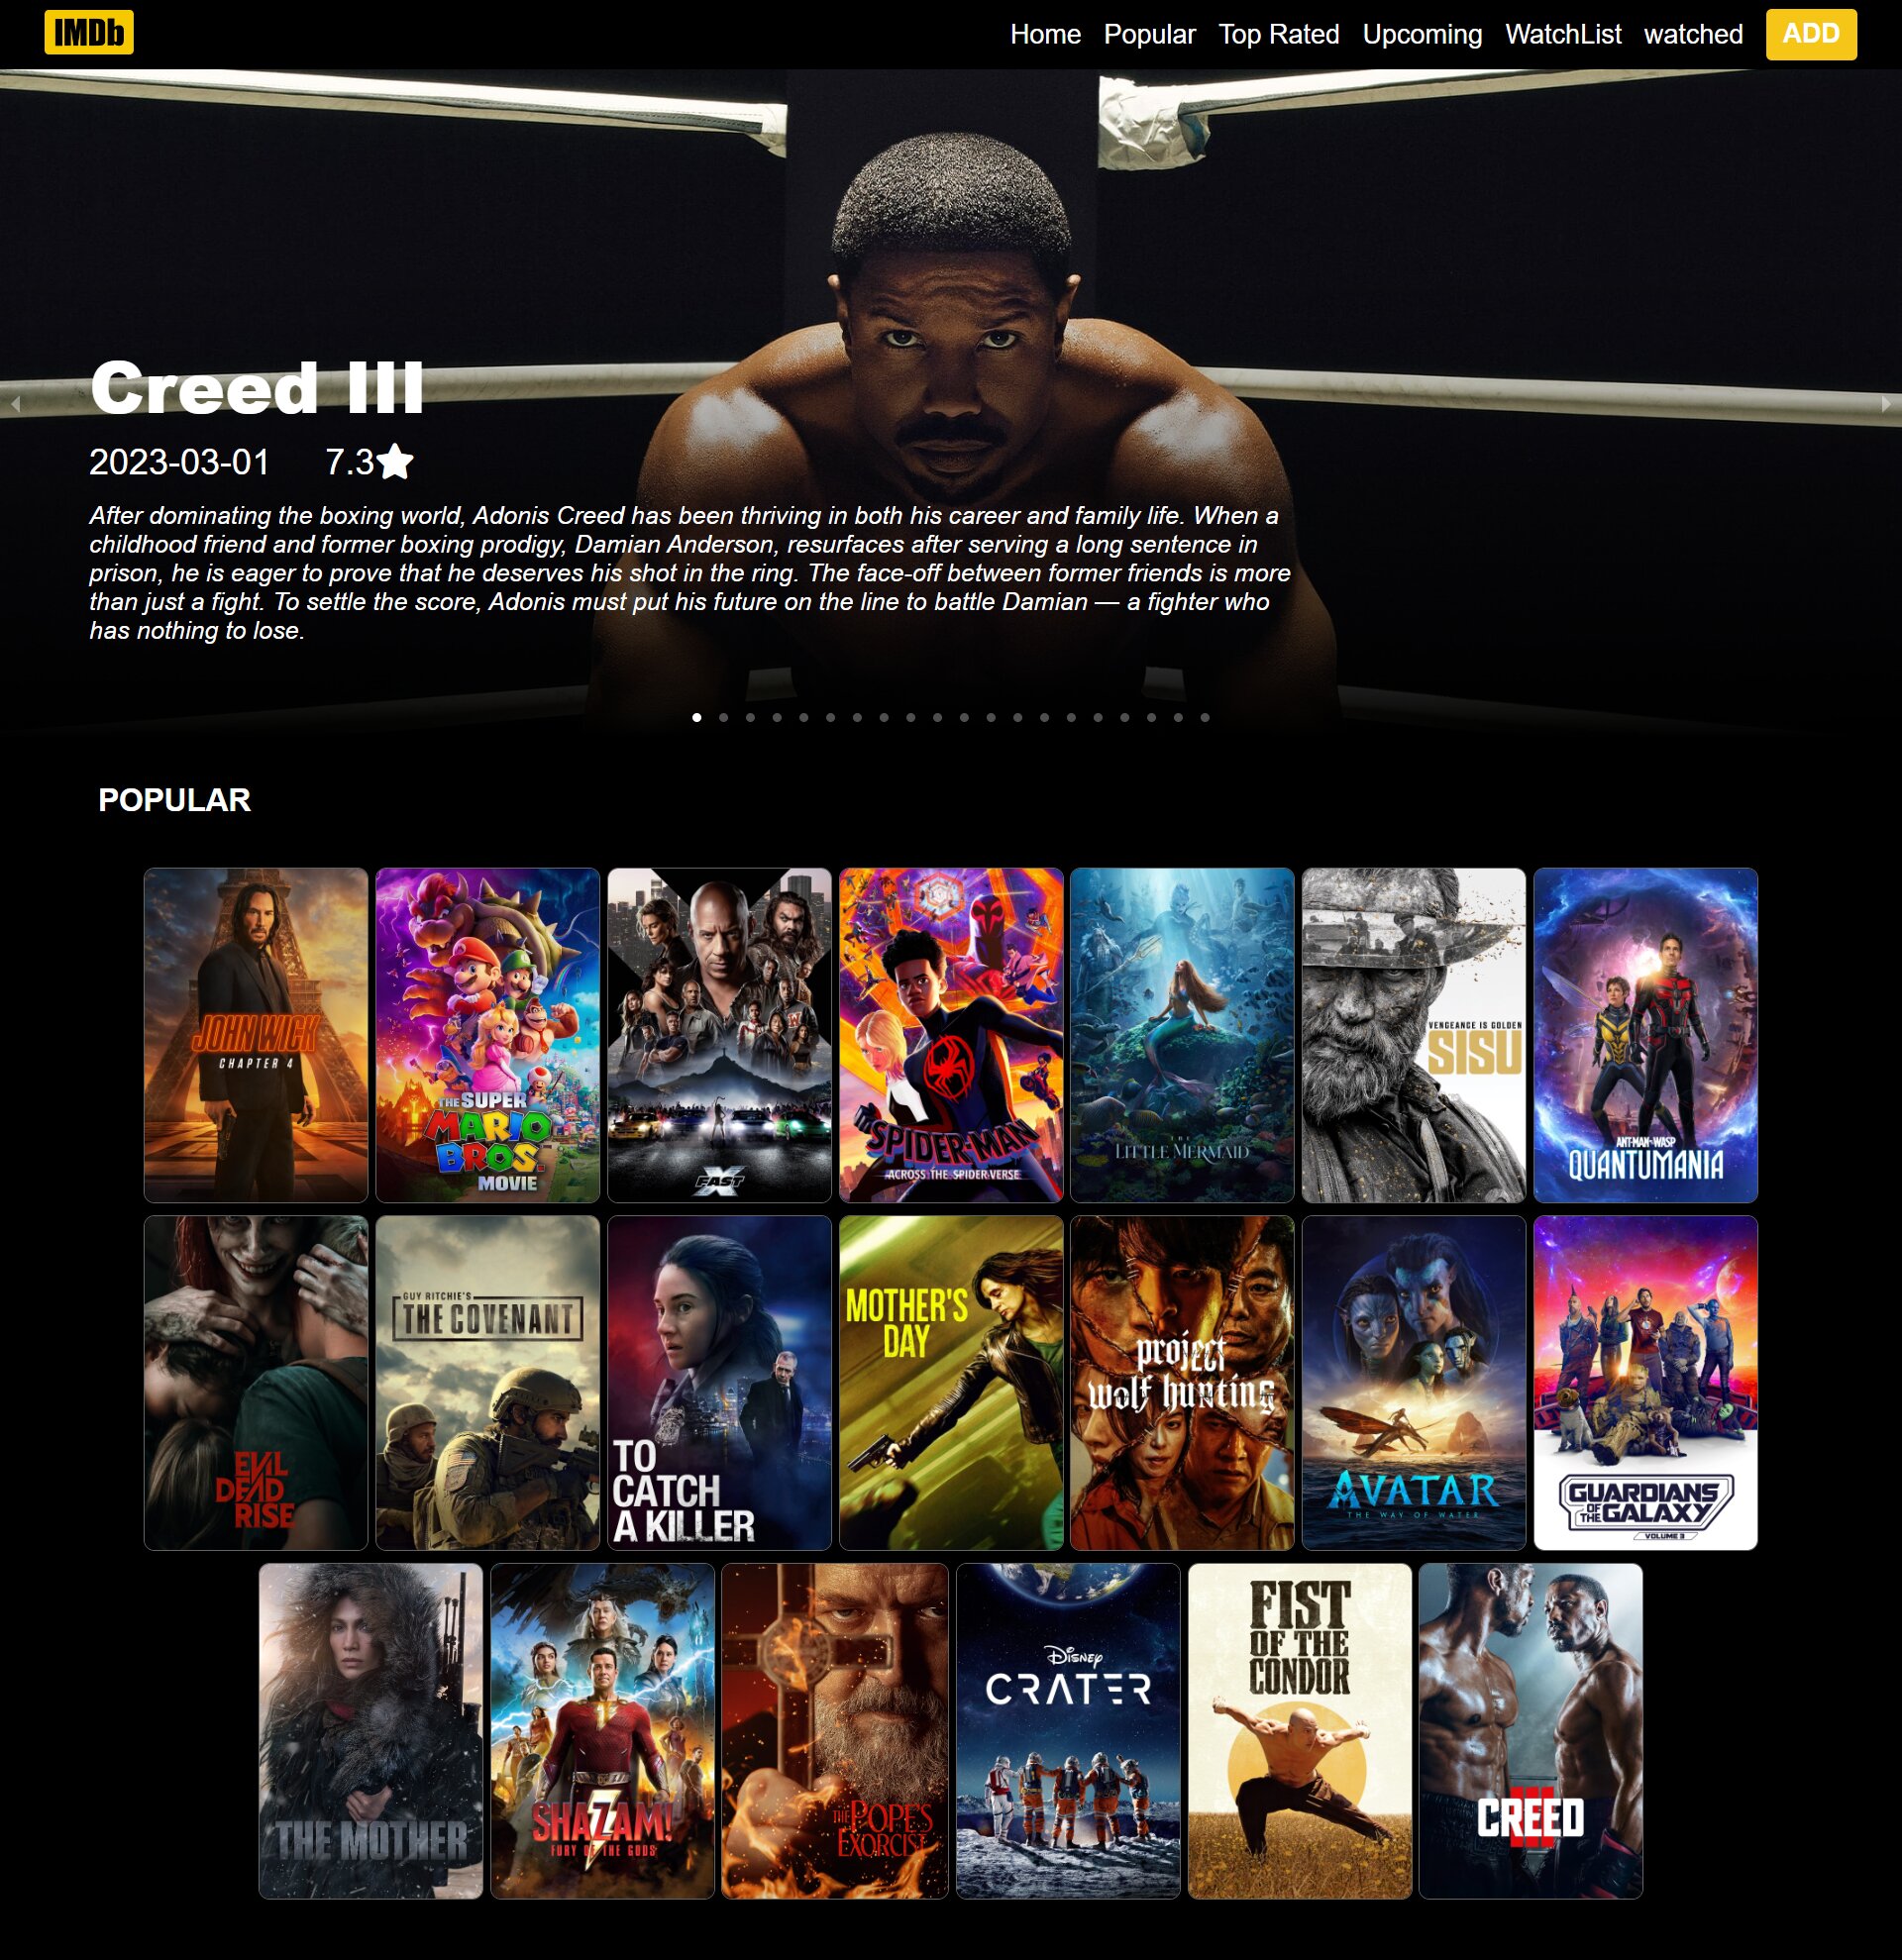 IMDb
Home Popular Top Rated Upcoming WatchList watched ADD
Creed III
2023-03-01 7.3
After dominating the boxing world, Adonis Creed has been thriving in both his career and family life. When a
childhood friend and former boxing prodigy, Damian Anderson, resurfaces after serving a long sentence in
prison, he is eager to prove that he deserves his shot in the ring. The face-off between former friends is more
than just a fight. To settle the score, Adonis must put his future on the line to battle Damian — a fighter who
has nothing to lose.
POPULAR
JOHN WICK
CHAPTER 4
THE SUPER
MARIO
BROS.
MOVIE
FAST X
SPIDER-MAN
ACROSS THE SPIDER-VERSE
THE
LITTLE MERMAID
VENGEANCE IS GOLDEN
SISU
ANT-MAN AND THE WASP
QUANTUMANIA
EVIL
DEAD
RISE
GUY RITCHIE'S
THE COVENANT
TO
CATCH
A KILLER
MOTHER'S
DAY
project
wolf hunting
AVATAR
THE WAY OF WATER
GUARDIANS
OF THE GALAXY
VOLUME 3
THE MOTHER
SHAZAM!
FURY OF THE GODS
THE POPE'S
EXORCIST
Disney
CRATER
FIST
OF THE
CONDOR
CREED
III